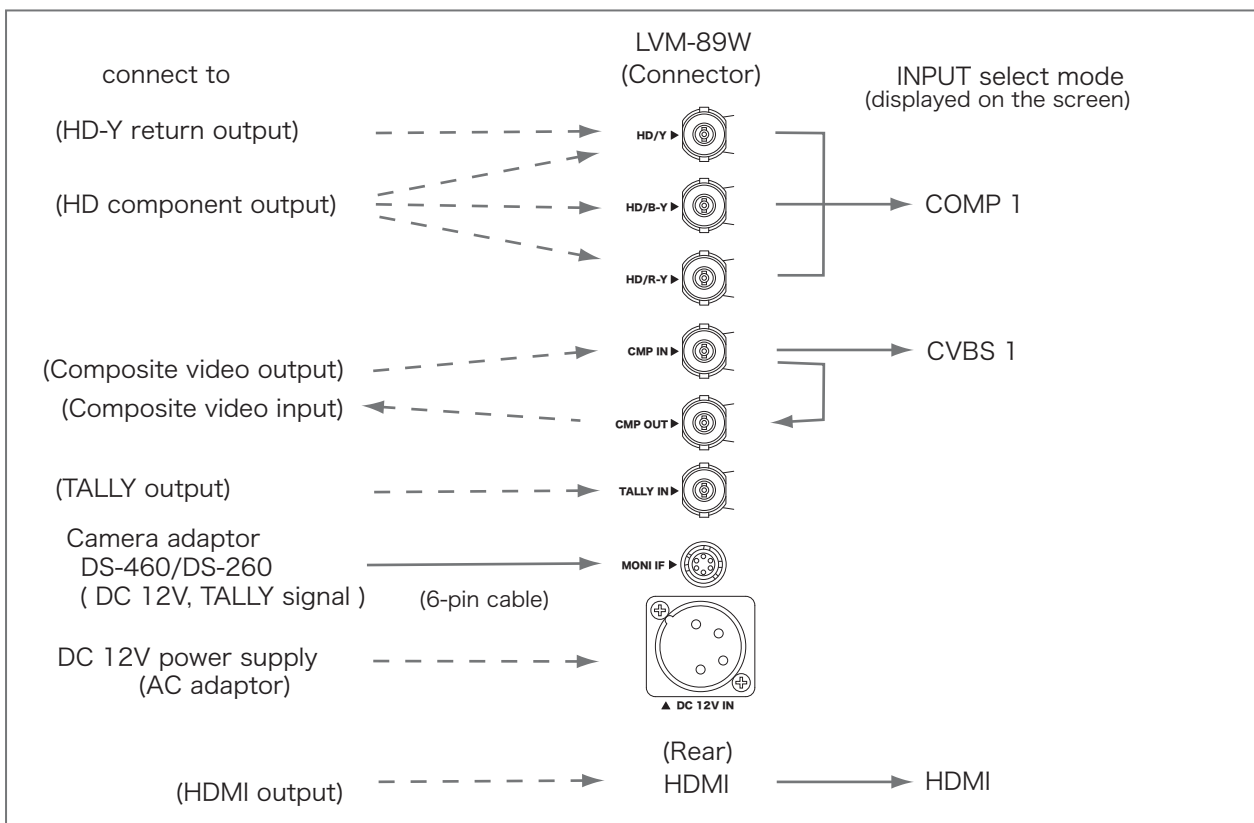 LVM-89W
(Connector)
connect to
INPUT select mode
(displayed on the screen)
(HD-Y return output)
HD/Y ▶
(HD component output)
HD/B-Y ▶
COMP 1
HD/R-Y ▶
(Composite video output)
CMP IN ▶
CVBS 1
(Composite video input)
CMP OUT ▶
(TALLY output)
TALLY IN ▶
Camera adaptor
DS-460/DS-260
( DC 12V, TALLY signal )
(6-pin cable)
MONI IF ▶
DC 12V power supply
(AC adaptor)
▲ DC 12V IN
(Rear)
HDMI
(HDMI output)
HDMI